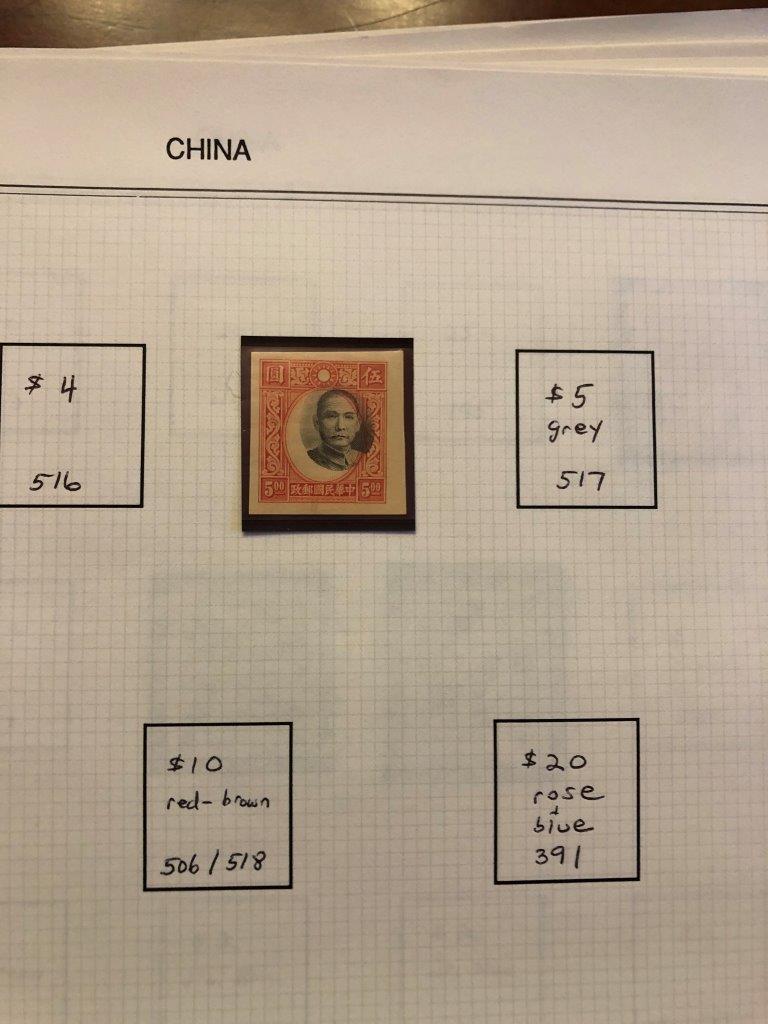 CHINA
$ 4
516
圓 伍
5 00 政郵國民華中 5 00
$ 5
grey
517
$10
red-brown
506/518
$20
rose
+
blue
391